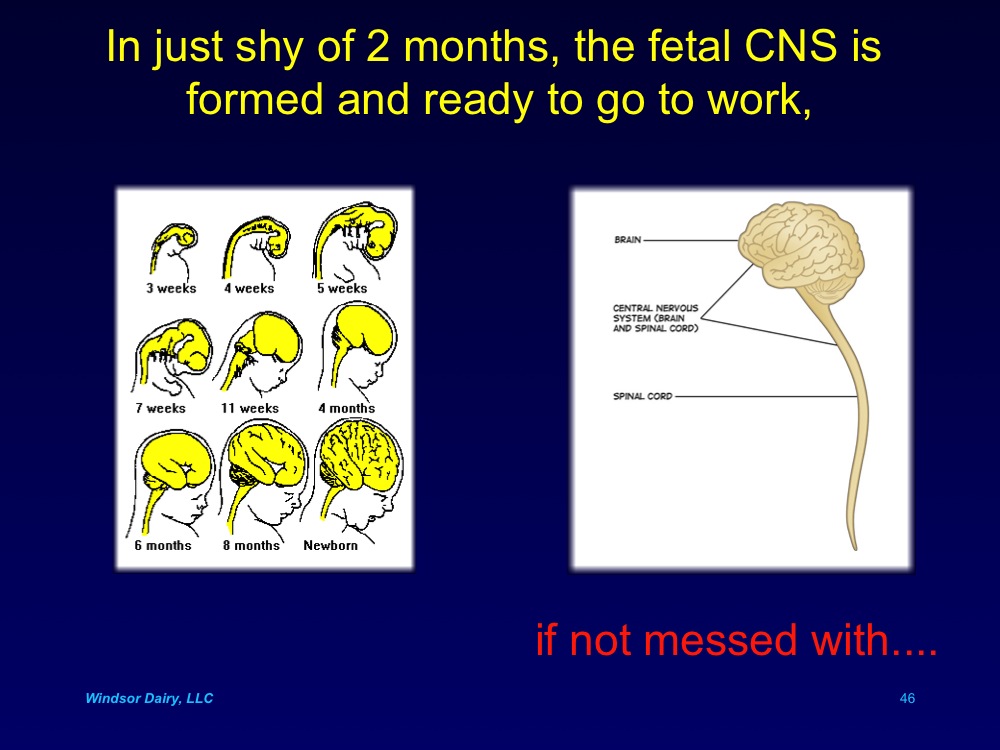 In just shy of 2 months, the fetal CNS is
formed and ready to go to work,
3 weeks
4 weeks
5 weeks
7 weeks
11 weeks
4 months
6 months
8 months
Newborn
BRAIN
CENTRAL NERVOUS
SYSTEM (BRAIN
AND SPINAL CORD)
SPINAL CORD
if not messed with....
Windsor Dairy, LLC
46